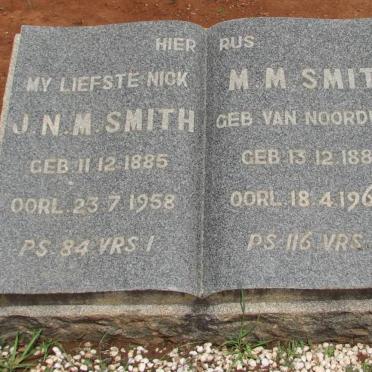 HIER RUS
MY LIEFSTE NICK
J.N.M. SMITH
GEB 11·12·1885
OORL. 23·7·1958
PS. 84 VRS 1
M.M. SMIT
GEB VAN NOORD
GEB. 13·12·188
OORL. 18·4·196
PS. 116 VRS